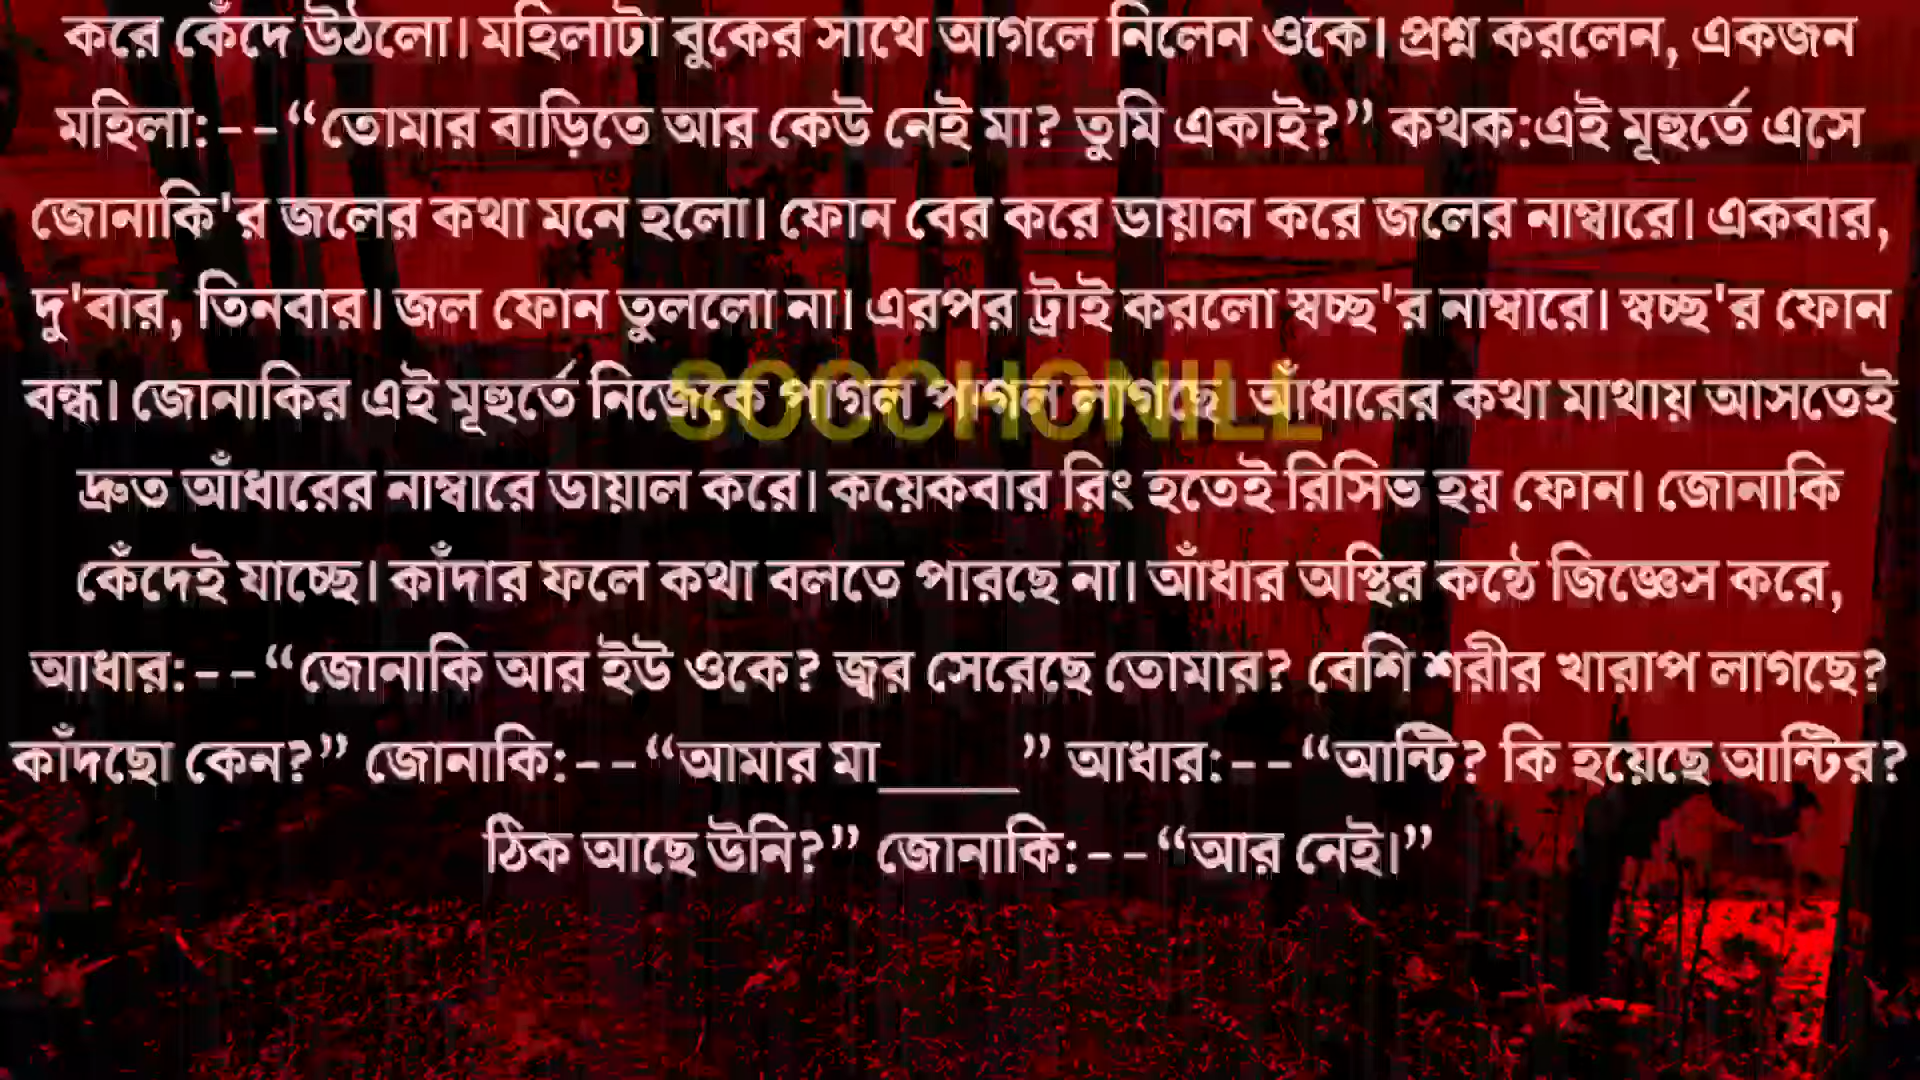 করে কেঁদে উঠলো। মহিলাটা বুকের সাথে আগলে নিলেন ওকে। প্রশ্ন করলেন, একজন
মহিলা:--“তোমার বাড়িতে আর কেউ নেই মা? তুমি একাই?” কথক:এই মূহুর্তে এসে
জোনাকি'র জলের কথা মনে হলো। ফোন বের করে ডায়াল করে জলের নাম্বারে। একবার,
দু'বার, তিনবার। জল ফোন তুললো না। এরপর ট্রাই করলো স্বচ্ছ'র নাম্বারে। স্বচ্ছ'র ফোন
বন্ধ। জোনাকির এই মূহুর্তে নিজেকে পাগল পাগল লাগছে। আঁধারের কথা মাথায় আসতেই
SOCCHONILL
দ্রুত আঁধারের নাম্বারে ডায়াল করে। কয়েকবার রিং হতেই রিসিভ হয় ফোন। জোনাকি
কেঁদেই যাচ্ছে। কাঁদার ফলে কথা বলতে পারছে না। আঁধার অস্থির কন্ঠে জিজ্ঞেস করে,
আধার:--“জোনাকি আর ইউ ওকে? জ্বর সেরেছে তোমার? বেশি শরীর খারাপ লাগছে?
কাঁদছো কেন?” জোনাকি:--“আমার মা____” আধার:--“আন্টি? কি হয়েছে আন্টির?
ঠিক আছে উনি?” জোনাকি:--“আর নেই।”